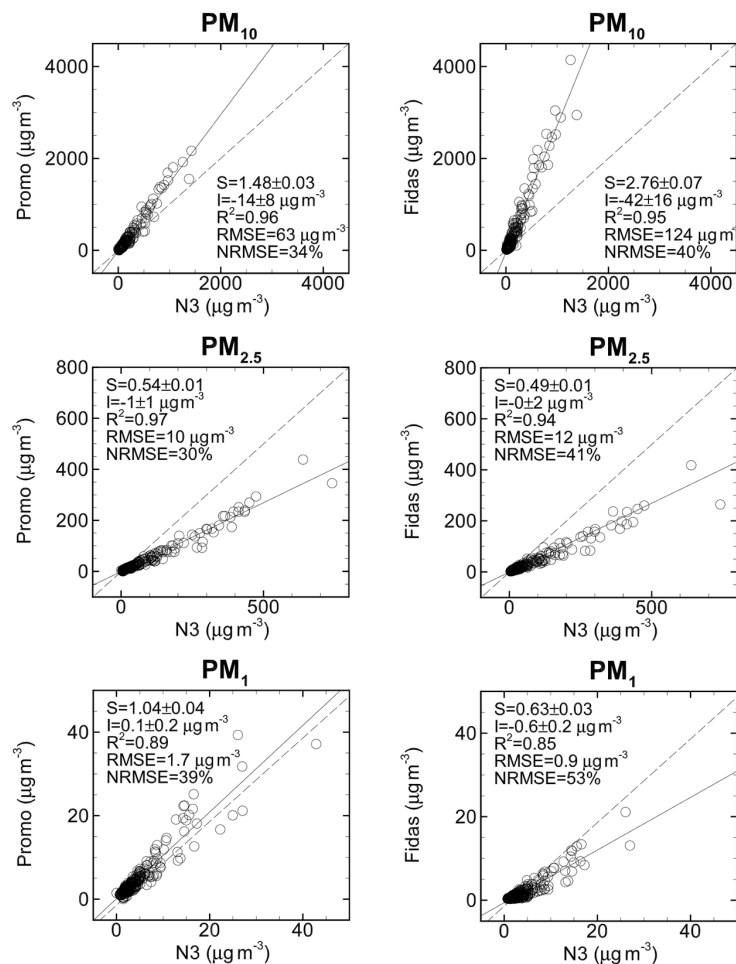 PM₁₀
4000
2000
0
Promo (µg m⁻³)
S=1.48±0.03
I=-14±8 µg m⁻³
R²=0.96
RMSE=63 µg m⁻³
NRMSE=34%
0 2000 4000
N3 (µg m⁻³)
PM₁₀
4000
2000
0
Fidas (µg m⁻³)
S=2.76±0.07
I=-42±16 µg m⁻³
R²=0.95
RMSE=124 µg m⁻³
NRMSE=40%
0 2000 4000
N3 (µg m⁻³)
PM₂.₅
800
600
400
200
0
Promo (µg m⁻³)
S=0.54±0.01
I=-1±1 µg m⁻³
R²=0.97
RMSE=10 µg m⁻³
NRMSE=30%
0 500
N3 (µg m⁻³)
PM₂.₅
800
600
400
200
0
Fidas (µg m⁻³)
S=0.49±0.01
I=-0±2 µg m⁻³
R²=0.94
RMSE=12 µg m⁻³
NRMSE=41%
0 500
N3 (µg m⁻³)
PM₁
40
20
0
Promo (µg m⁻³)
S=1.04±0.04
I=0.1±0.2 µg m⁻³
R²=0.89
RMSE=1.7 µg m⁻³
NRMSE=39%
0 20 40
N3 (µg m⁻³)
PM₁
40
20
0
Fidas (µg m⁻³)
S=0.63±0.03
I=-0.6±0.2 µg m⁻³
R²=0.85
RMSE=0.9 µg m⁻³
NRMSE=53%
0 20 40
N3 (µg m⁻³)